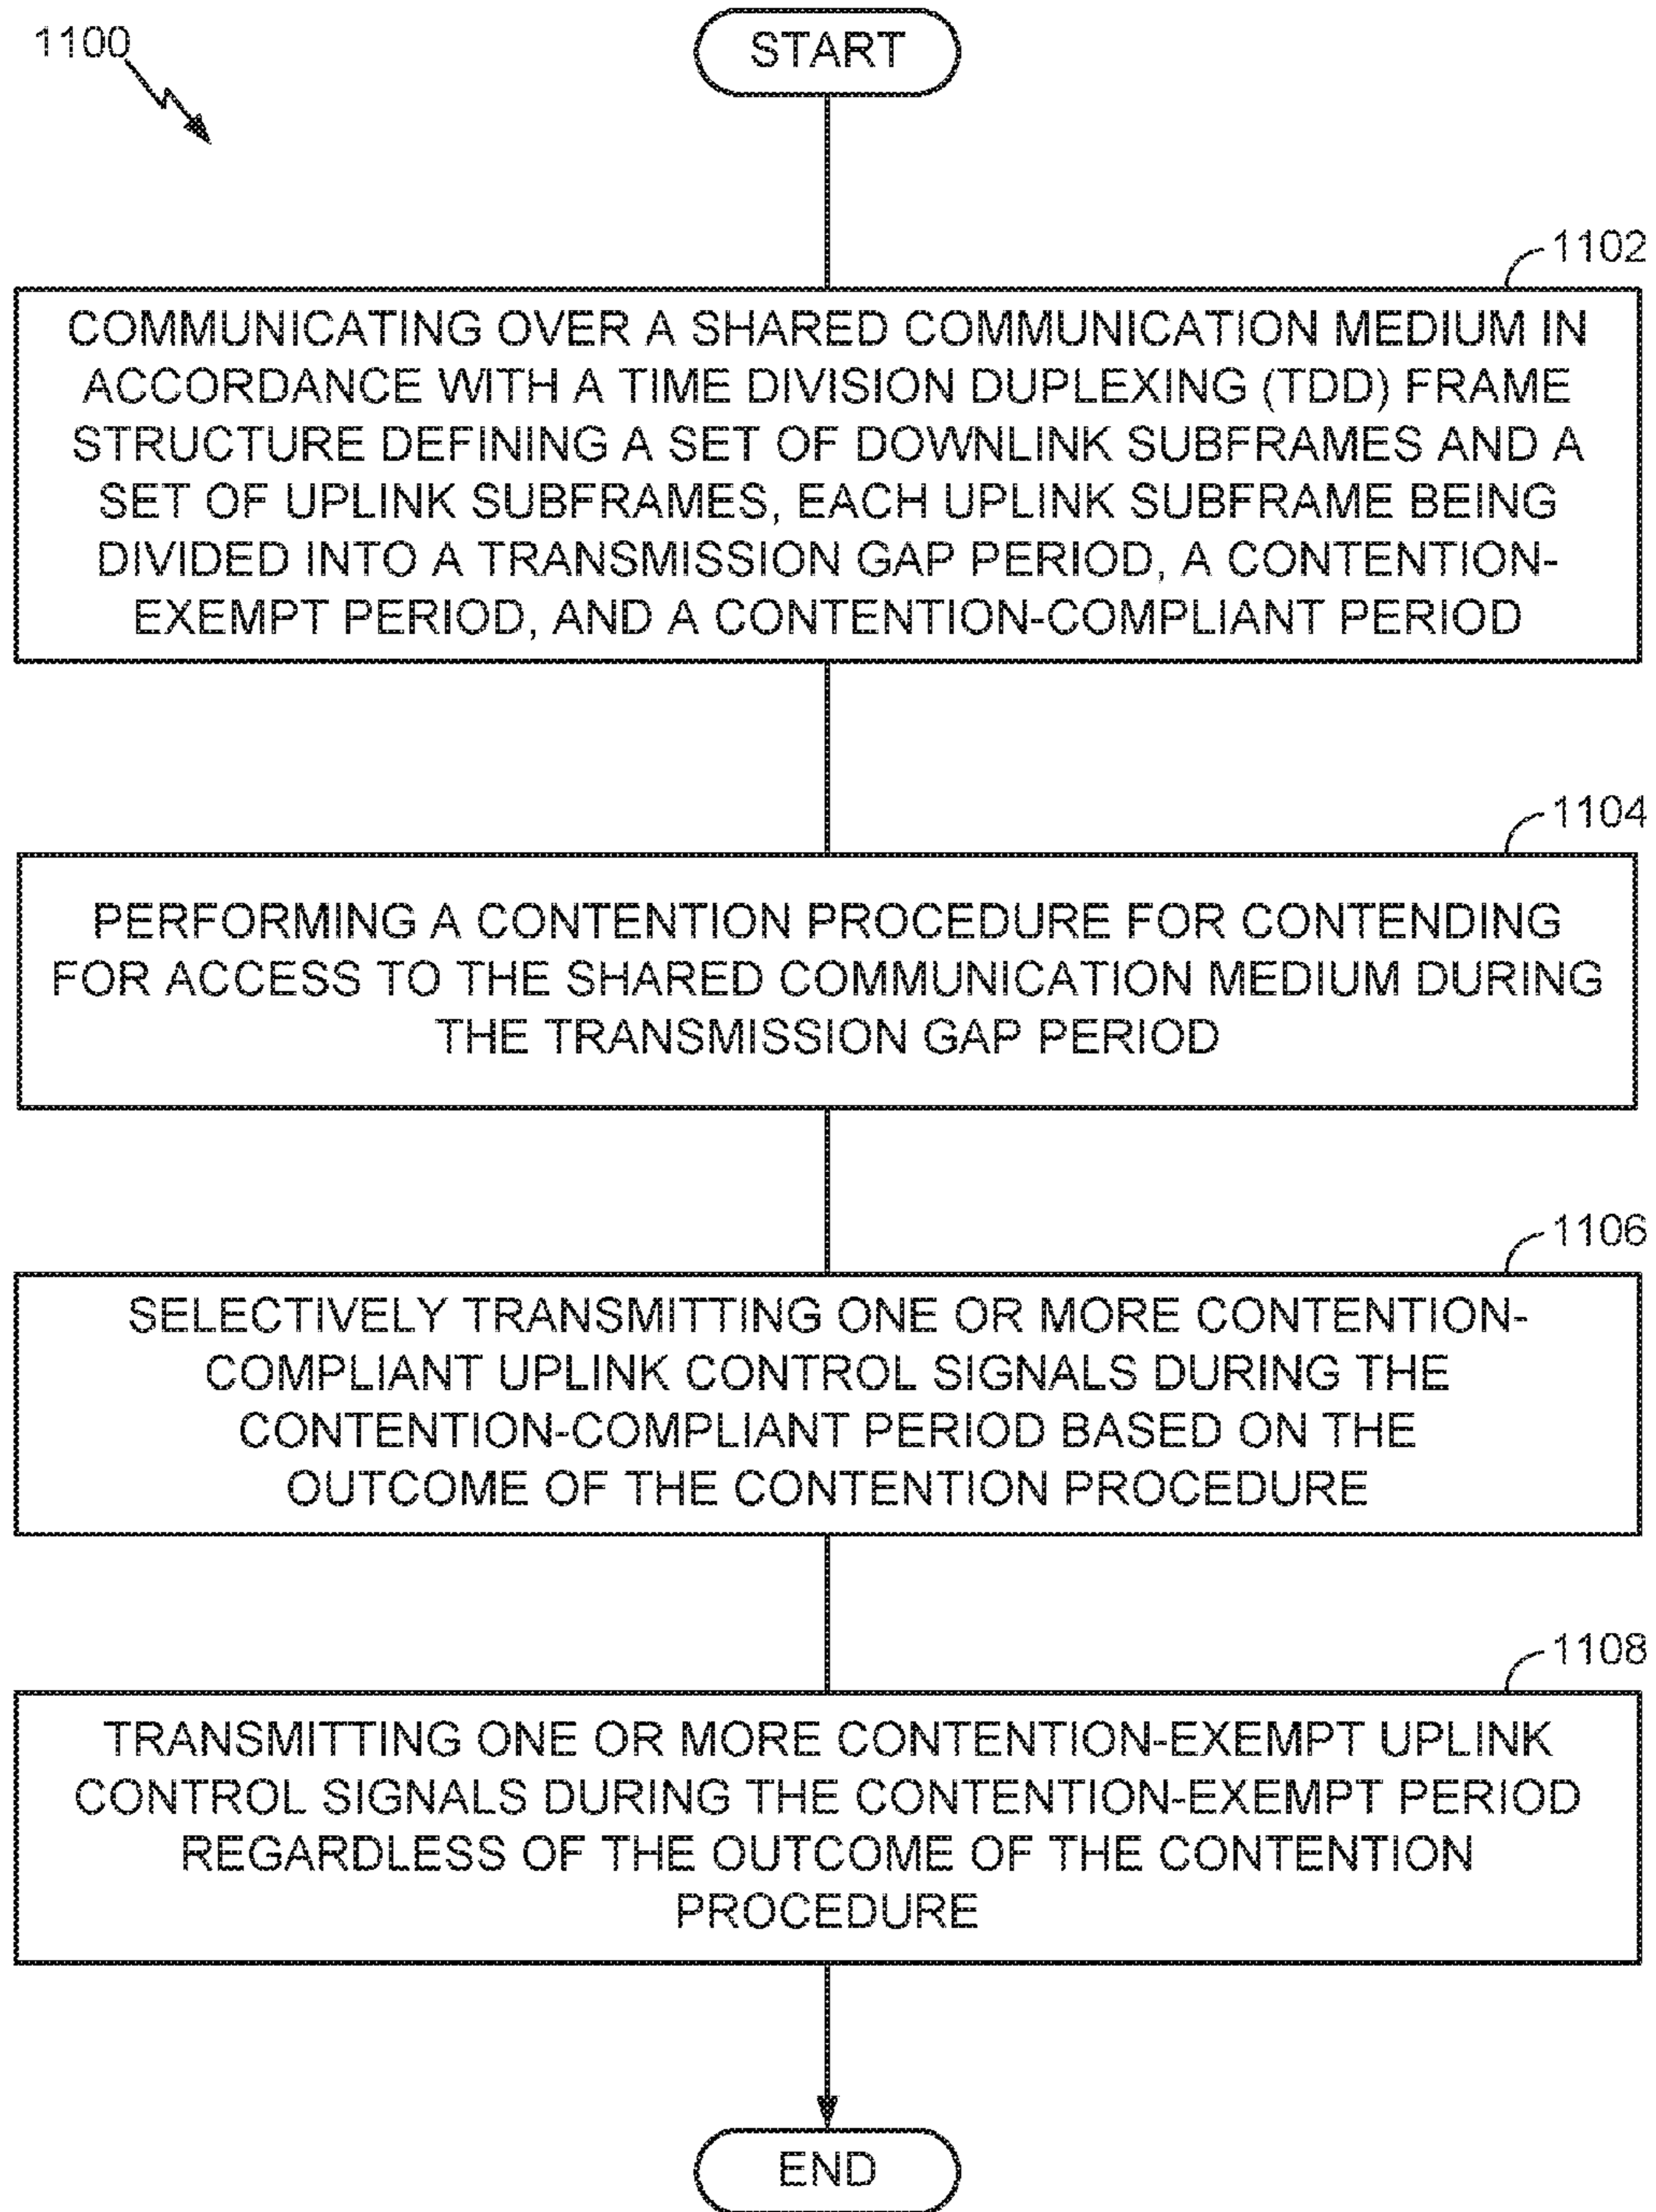 1100
START
1102
COMMUNICATING OVER A SHARED COMMUNICATION MEDIUM IN
ACCORDANCE WITH A TIME DIVISION DUPLEXING (TDD) FRAME
STRUCTURE DEFINING A SET OF DOWNLINK SUBFRAMES AND A
SET OF UPLINK SUBFRAMES, EACH UPLINK SUBFRAME BEING
DIVIDED INTO A TRANSMISSION GAP PERIOD, A CONTENTION-
EXEMPT PERIOD, AND A CONTENTION-COMPLIANT PERIOD
1104
PERFORMING A CONTENTION PROCEDURE FOR CONTENDING
FOR ACCESS TO THE SHARED COMMUNICATION MEDIUM DURING
THE TRANSMISSION GAP PERIOD
1106
SELECTIVELY TRANSMITTING ONE OR MORE CONTENTION-
COMPLIANT UPLINK CONTROL SIGNALS DURING THE
CONTENTION-COMPLIANT PERIOD BASED ON THE
OUTCOME OF THE CONTENTION PROCEDURE
1108
TRANSMITTING ONE OR MORE CONTENTION-EXEMPT UPLINK
CONTROL SIGNALS DURING THE CONTENTION-EXEMPT PERIOD
REGARDLESS OF THE OUTCOME OF THE CONTENTION
PROCEDURE
END